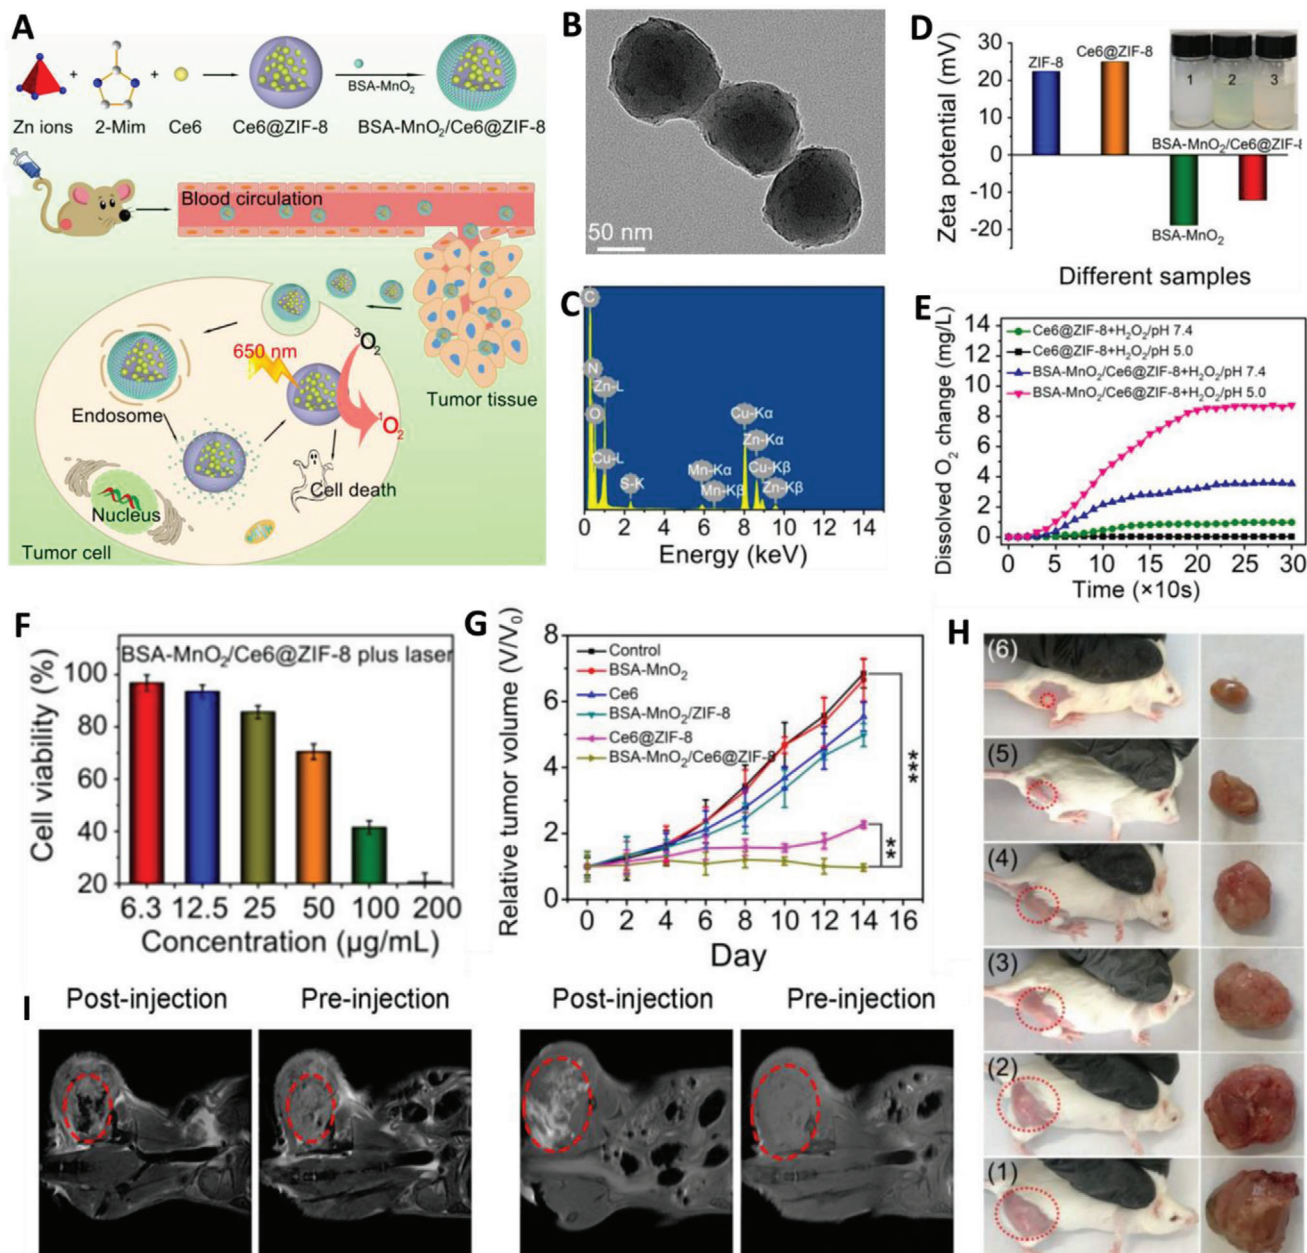 A
Zn ions
+
2-Mim
+
Ce6
Ce6@ZIF-8
BSA-MnO₂
BSA-MnO₂/Ce6@ZIF-8
Blood circulation
650 nm
³O₂
¹O₂
Endosome
Tumor tissue
Cell death
Nucleus
Tumor cell
B
50 nm
C
C
N
Zn-L
O
Cu-L
S-K
Mn-Kα
Mn-Kβ
Cu-Kα
Zn-Kα
Cu-Kβ
Zn-Kβ
0 2 4 6 8 10 12 14
Energy (keV)
D
Zeta potential (mV)
30
20
10
0
-10
-20
ZIF-8
Ce6@ZIF-8
1 2 3
BSA-MnO₂/Ce6@ZIF-8
BSA-MnO₂
Different samples
E
Dissolved O₂ change (mg/L)
14
12
10
8
6
4
2
0
Ce6@ZIF-8+H₂O₂/pH 7.4
Ce6@ZIF-8+H₂O₂/pH 5.0
BSA-MnO₂/Ce6@ZIF-8+H₂O₂/pH 7.4
BSA-MnO₂/Ce6@ZIF-8+H₂O₂/pH 5.0
0 5 10 15 20 25 30
Time (×10s)
F
Cell viability (%)
100
80
60
40
20
BSA-MnO₂/Ce6@ZIF-8 plus laser
6.3 12.5 25 50 100 200
Concentration (µg/mL)
G
Relative tumor volume (V/V₀)
8
6
4
2
0
Control
BSA-MnO₂
Ce6
BSA-MnO₂/ZIF-8
Ce6@ZIF-8
BSA-MnO₂/Ce6@ZIF-8
***
**
0 2 4 6 8 10 12 14 16
Day
H
(6)
(5)
(4)
(3)
(2)
(1)
I
Post-injection
Pre-injection
Post-injection
Pre-injection